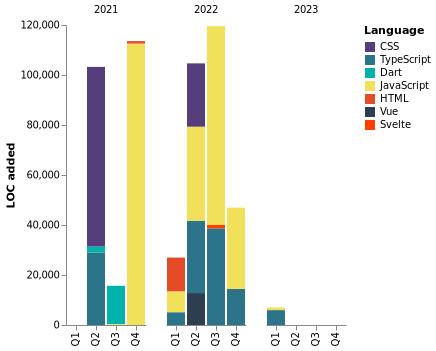 2021 2022 2023
Language
CSS
TypeScript
Dart
JavaScript
HTML
Vue
Svelte
LOC added
120,000
100,000
80,000
60,000
40,000
20,000
0
Q1 Q2 Q3 Q4 Q1 Q2 Q3 Q4 Q1 Q2 Q3 Q4